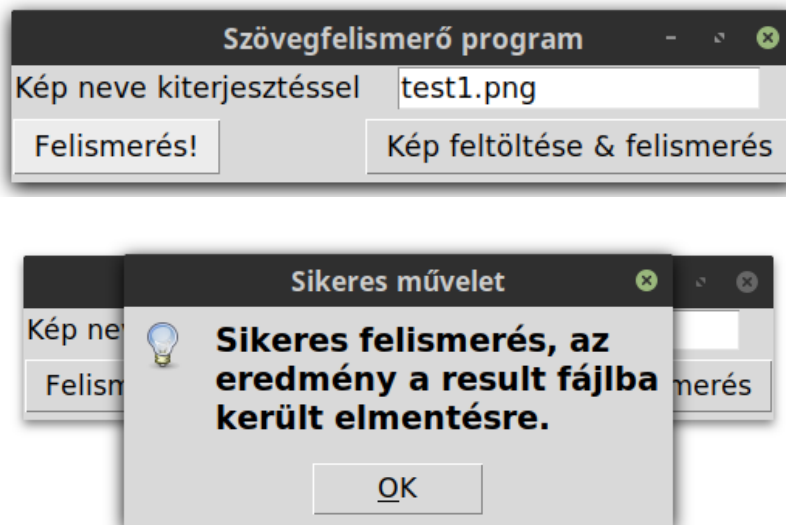 Szövegfelismerő program
Kép neve kiterjesztéssel test1.png
Felismerés! Kép feltöltése & felismerés
Sikeres művelet
Kép ne
Sikeres felismerés, az
eredmény a result fájlba
került elmentésre.
Felism
merés
OK